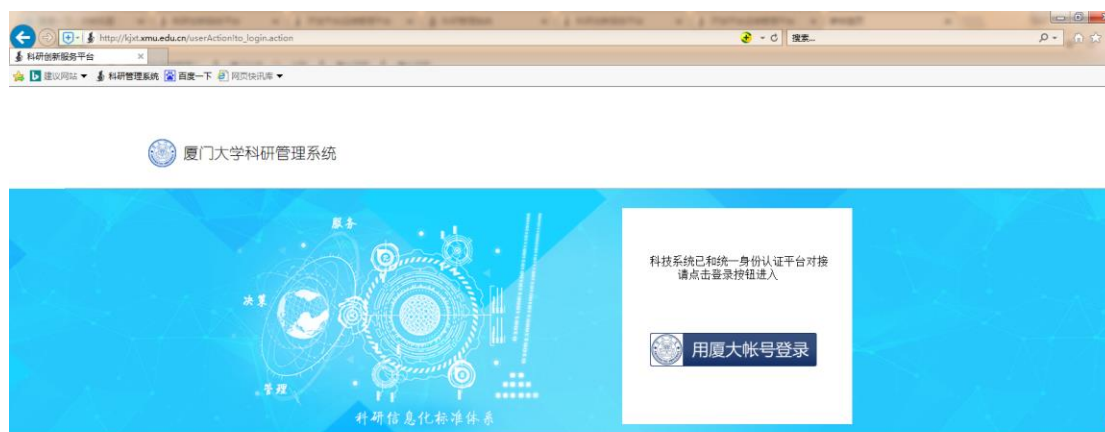 http://kjxt.xmu.edu.cn/userAction!to_login.action
搜索...
科研创新服务平台
建议网站
科研管理系统
百度一下
网页快讯库
厦门大学科研管理系统
服务
决策
管理
科研信息化标准体系
科技系统已和统一身份认证平台对接
请点击登录按钮进入
用厦大帐号登录